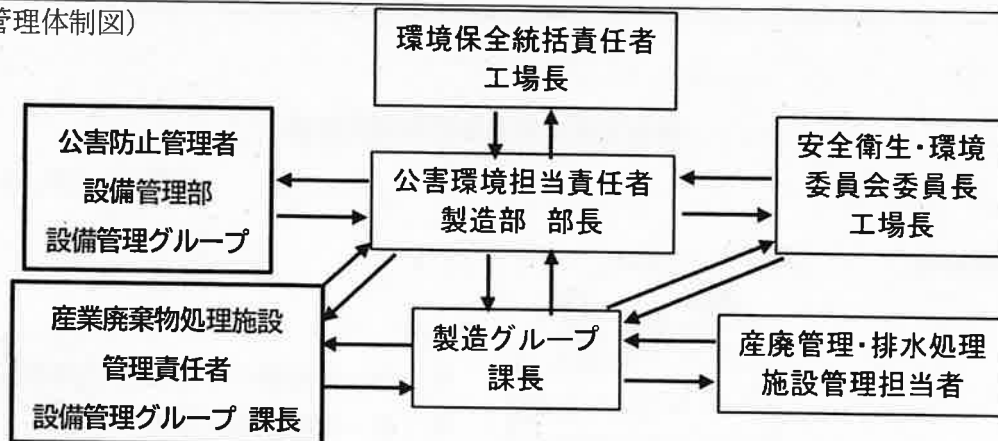 管理体制図)
環境保全統括責任者
工場長
公害防止管理者
設備管理部
設備管理グループ
公害環境担当責任者
製造部 部長
安全衛生・環境
委員会委員長
工場長
産業廃棄物処理施設
管理責任者
設備管理グループ 課長
製造グループ
課長
産廃管理・排水処理
施設管理担当者